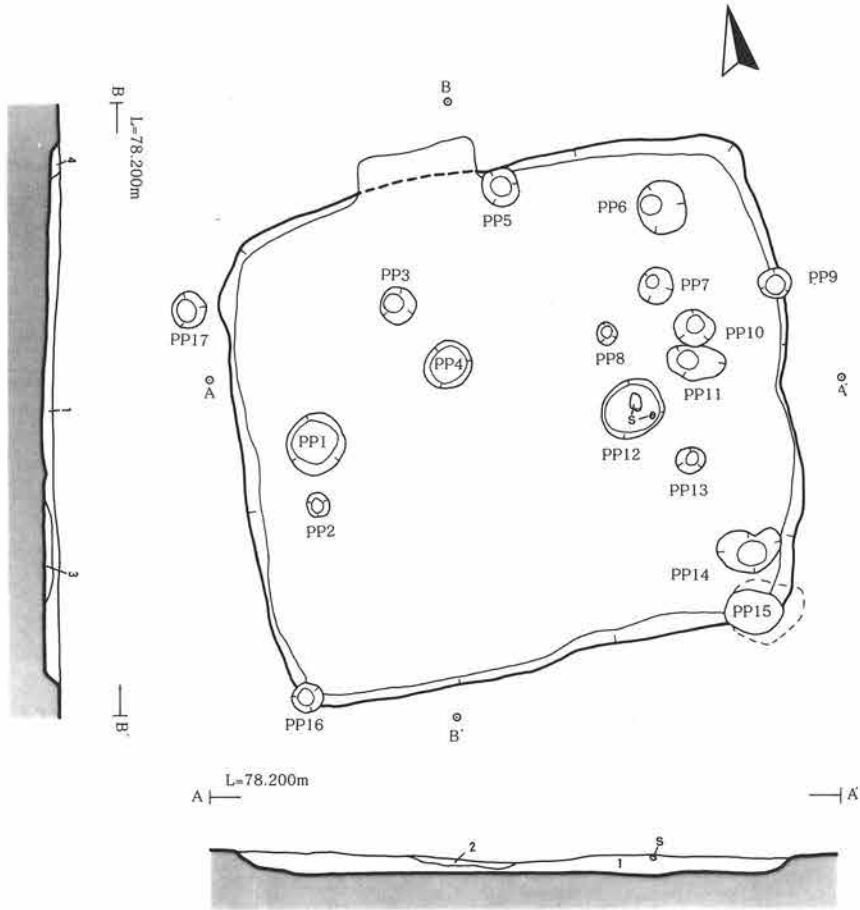 B
L=78.200m
4
1
3
B'
B
PP5
PP6
PP3
PP7
PP9
PP17
PP10
PP8
PP4
A
A'
PP11
S
PP1
PP12
PP13
PP2
PP14
PP15
PP16
B'
L=78.200m
A
A'
2
S
1